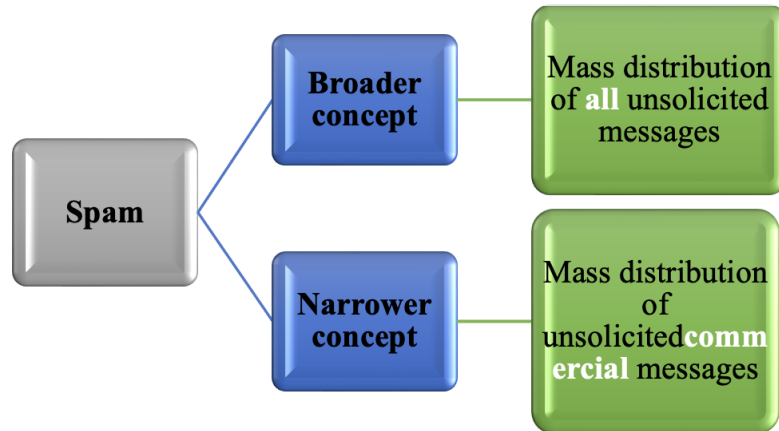 Spam
Broader
concept
Mass distribution
of all unsolicited
messages
Narrower
concept
Mass distribution
of
unsolicitedcomm
ercial messages